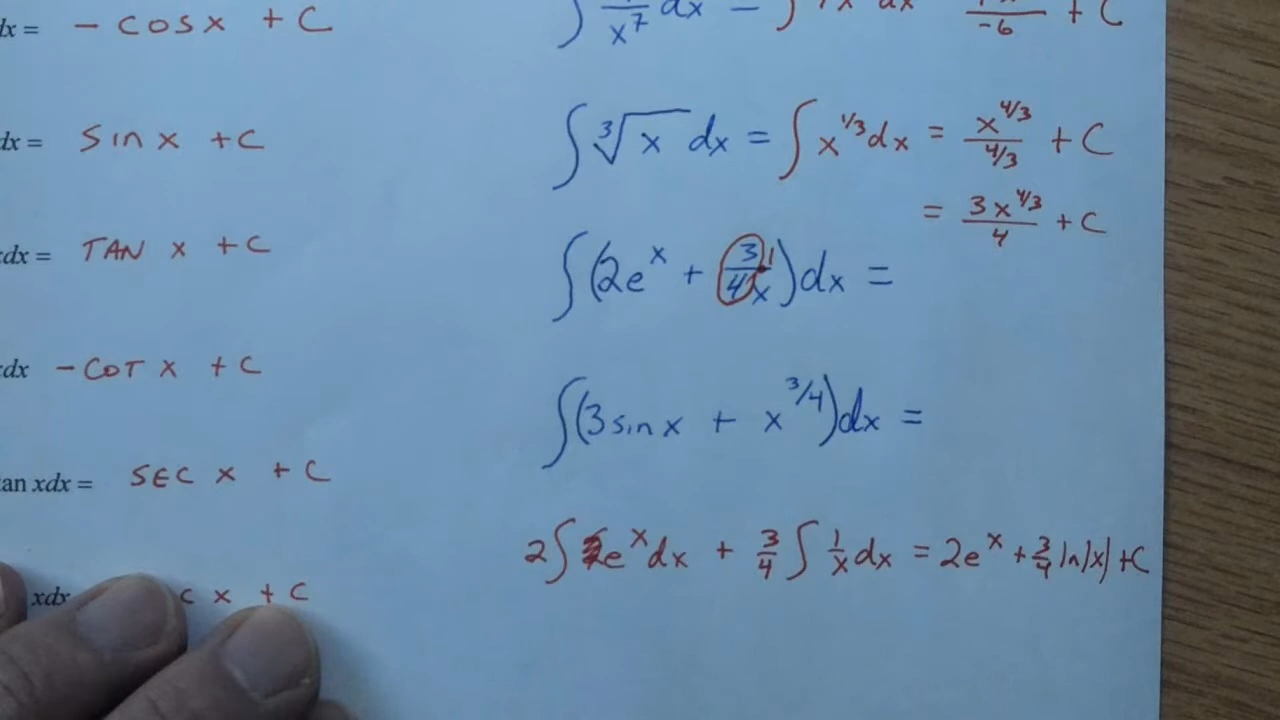 dx = - cos x + C
∫ 1/x^7 dx = ∫ x dx -6 + C
dx = sin x + C
∫ ∛x dx = ∫ x^1/3 dx = x^4/3 / 4/3 + C
= 3x^4/3 / 4 + C
dx = TAN x + C
∫(2e^x + 3/4x)dx =
dx - COT x + C
∫(3 sin x + x^3/4)dx =
an xdx = SEC x + C
2∫ e^x dx + 3/4 ∫ 1/x dx = 2e^x + 3/4 ln|x| + C
xdx C x + C